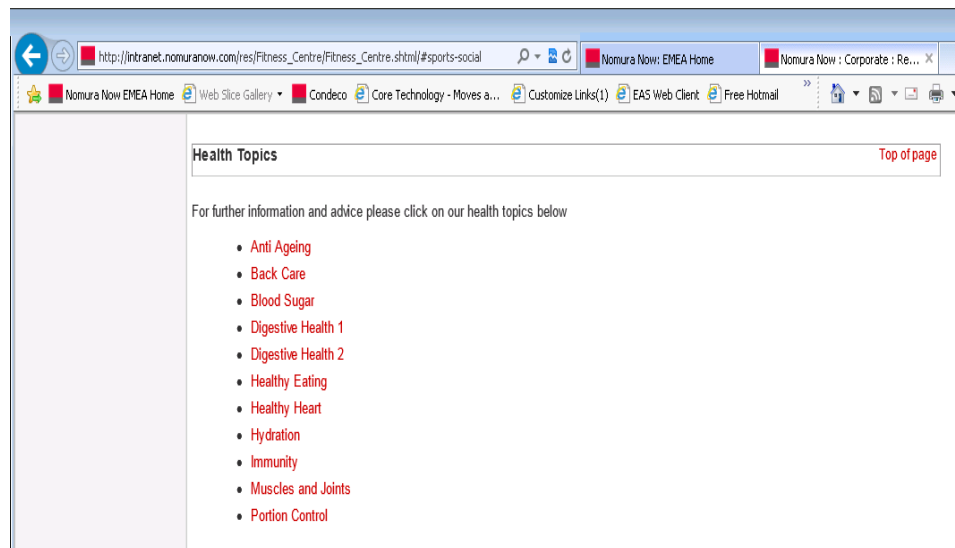 http://intranet.nomuranow.com/res/Fitness_Centre/Fitness_Centre.shtml/#sports-social
Nomura Now: EMEA Home
Nomura Now : Corporate : Re...
Nomura Now EMEA Home Web Slice Gallery Condeco Core Technology - Moves a... Customize Links(1) EAS Web Client Free Hotmail
Health Topics Top of page
For further information and advice please click on our health topics below
• Anti Ageing
• Back Care
• Blood Sugar
• Digestive Health 1
• Digestive Health 2
• Healthy Eating
• Healthy Heart
• Hydration
• Immunity
• Muscles and Joints
• Portion Control